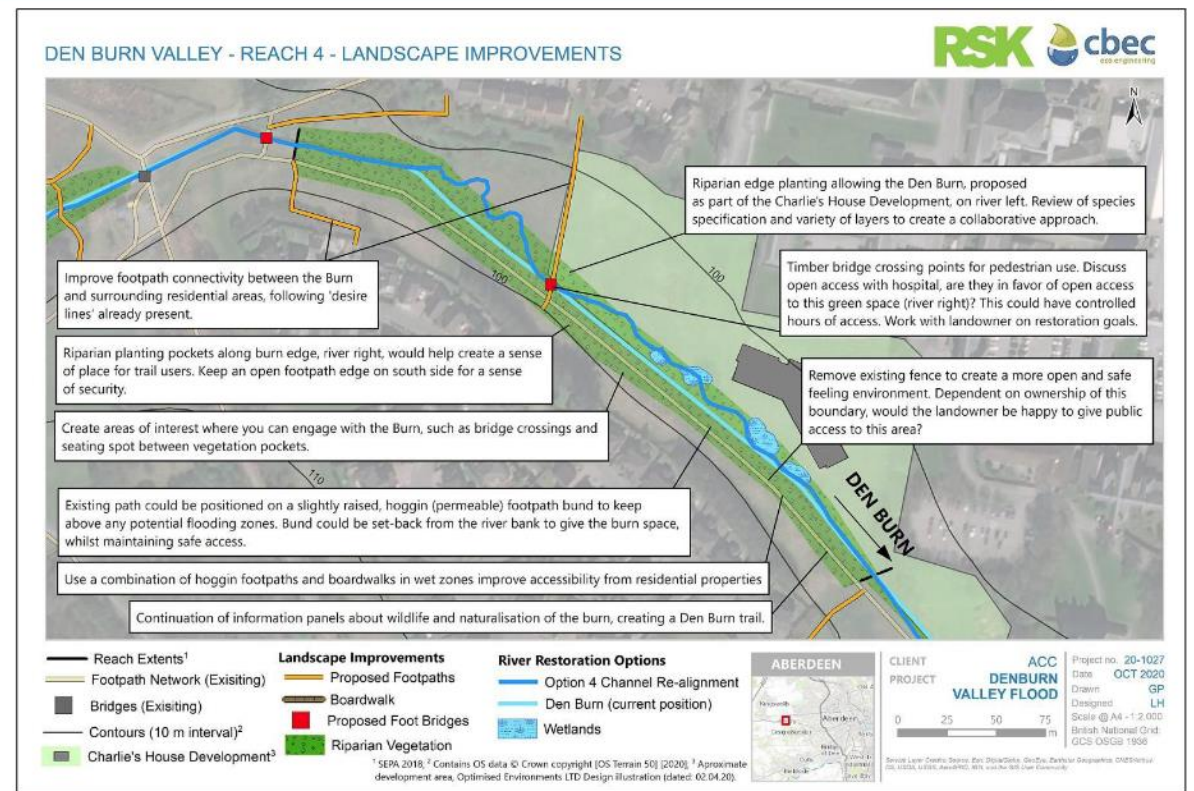 DEN BURN VALLEY - REACH 4 - LANDSCAPE IMPROVEMENTS
RSK
cbec
eco engineering
N
Riparian edge planting allowing the Den Burn, proposed
as part of the Charlie's House Development, on river left. Review of species
specification and variety of layers to create a collaborative approach.
Improve footpath connectivity between the Burn
and surrounding residential areas, following 'desire
lines' already present.
Timber bridge crossing points for pedestrian use. Discuss
open access with hospital, are they in favor of open access
to this green space (river right)? This could have controlled
hours of access. Work with landowner on restoration goals.
Riparian planting pockets along burn edge, river right, would help create a sense
of place for trail users. Keep an open footpath edge on south side for a sense
of security.
Remove existing fence to create a more open and safe
feeling environment. Dependent on ownership of this
boundary, would the landowner be happy to give public
access to this area?
Create areas of interest where you can engage with the Burn, such as bridge crossings and
seating spot between vegetation pockets.
Existing path could be positioned on a slightly raised, hoggin (permeable) footpath bund to keep
above any potential flooding zones. Bund could be set-back from the river bank to give the burn space,
whilst maintaining safe access.
Use a combination of hoggin footpaths and boardwalks in wet zones improve accessibility from residential properties
Continuation of information panels about wildlife and naturalisation of the burn, creating a Den Burn trail.
100
100
110
DEN BURN
Reach Extents¹
Footpath Network (Exisiting)
Bridges (Exisiting)
Contours (10 m interval)²
Charlie's House Development³
Landscape Improvements
Proposed Footpaths
Boardwalk
Proposed Foot Bridges
Riparian Vegetation
River Restoration Options
Option 4 Channel Re-alignment
Den Burn (current position)
Wetlands
¹ SEPA 2018, ² Contains OS data © Crown copyright [OS Terrain 50] [2020], ³ Aproximate
development area, Optimised Environments LTD Design illustration (dated: 02.04.20).
ABERDEEN
Aberdeen
CLIENT ACC
PROJECT DENBURN
VALLEY FLOOD
0 25 50 75
m
Project no. 20-1027
Date OCT 2020
Drawn GP
Designed LH
Scale @ A4 - 1:2,000
British National Grid:
GCS OSGB 1936